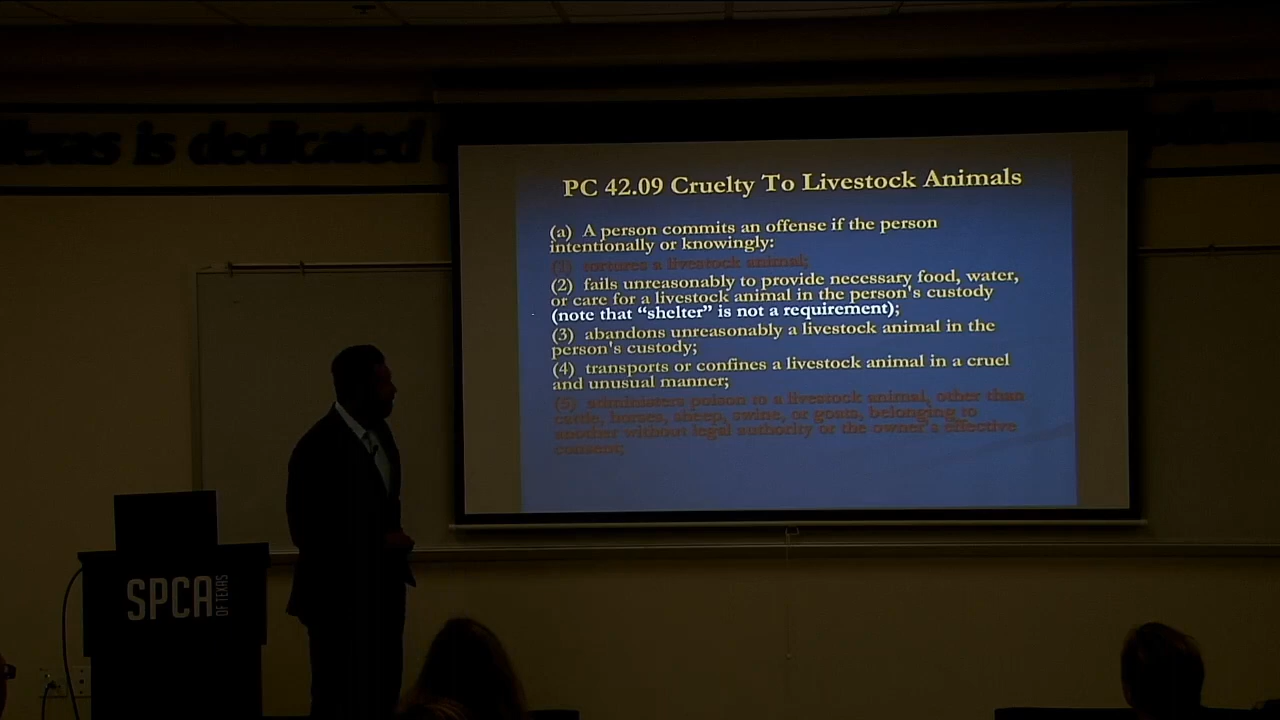 Texas is dedicated
PC 42.09 Cruelty To Livestock Animals
(a) A person commits an offense if the person
intentionally or knowingly:
(1) tortures a livestock animal;
(2) fails unreasonably to provide necessary food, water,
or care for a livestock animal in the person's custody
(note that “shelter” is not a requirement);
(3) abandons unreasonably a livestock animal in the
person's custody;
(4) transports or confines a livestock animal in a cruel
and unusual manner;
(5) administers poison to a livestock animal, other than
cattle, horses, sheep, swine, or goats, belonging to
another without legal authority or the owner's effective
consent;
SPCA
OF TEXAS